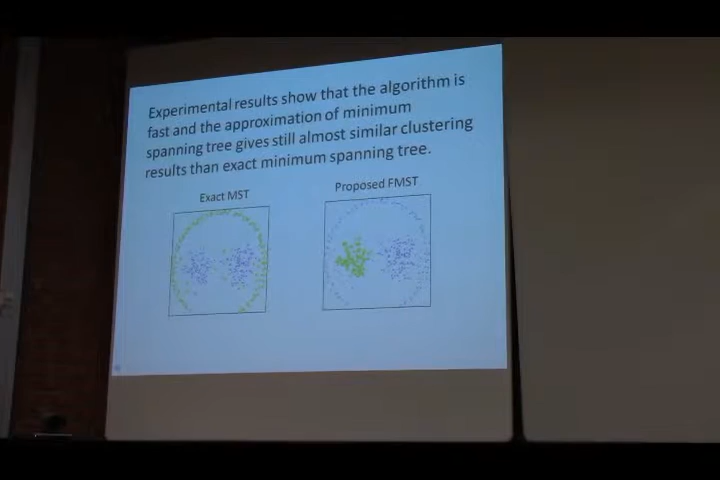 Experimental results show that the algorithm is
fast and the approximation of minimum
spanning tree gives still almost similar clustering
results than exact minimum spanning tree.
Exact MST
Proposed FMST